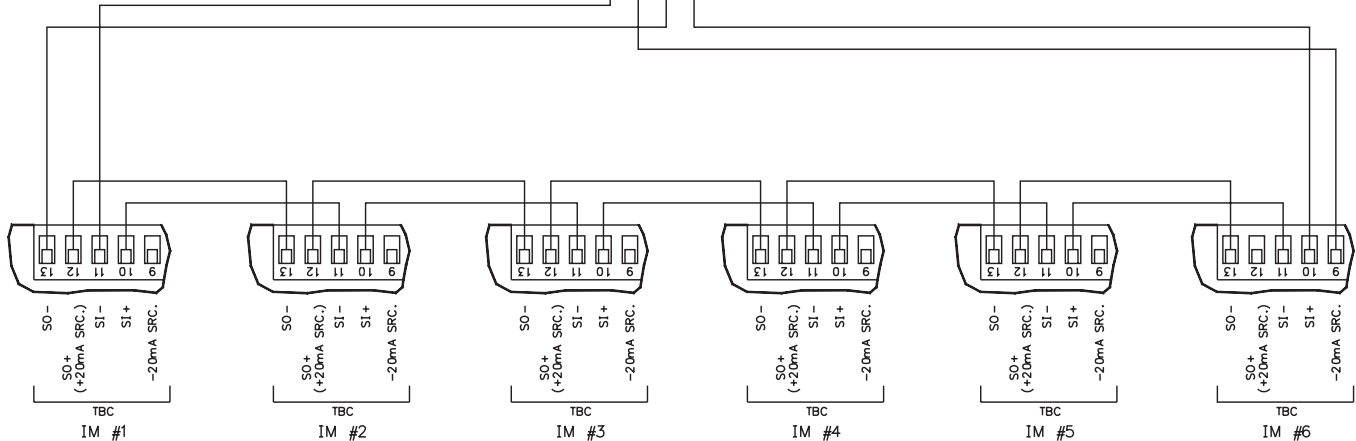 13 12 11 10 9
SO-
SO+
(+20mA SRC.)
SI-
SI+
-20mA SRC.
TBC
IM #1
13 12 11 10 9
SO-
SO+
(+20mA SRC.)
SI-
SI+
-20mA SRC.
TBC
IM #2
13 12 11 10 9
SO-
SO+
(+20mA SRC.)
SI-
SI+
-20mA SRC.
TBC
IM #3
13 12 11 10 9
SO-
SO+
(+20mA SRC.)
SI-
SI+
-20mA SRC.
TBC
IM #4
13 12 11 10 9
SO-
SO+
(+20mA SRC.)
SI-
SI+
-20mA SRC.
TBC
IM #5
13 12 11 10 9
SO-
SO+
(+20mA SRC.)
SI-
SI+
-20mA SRC.
TBC
IM #6